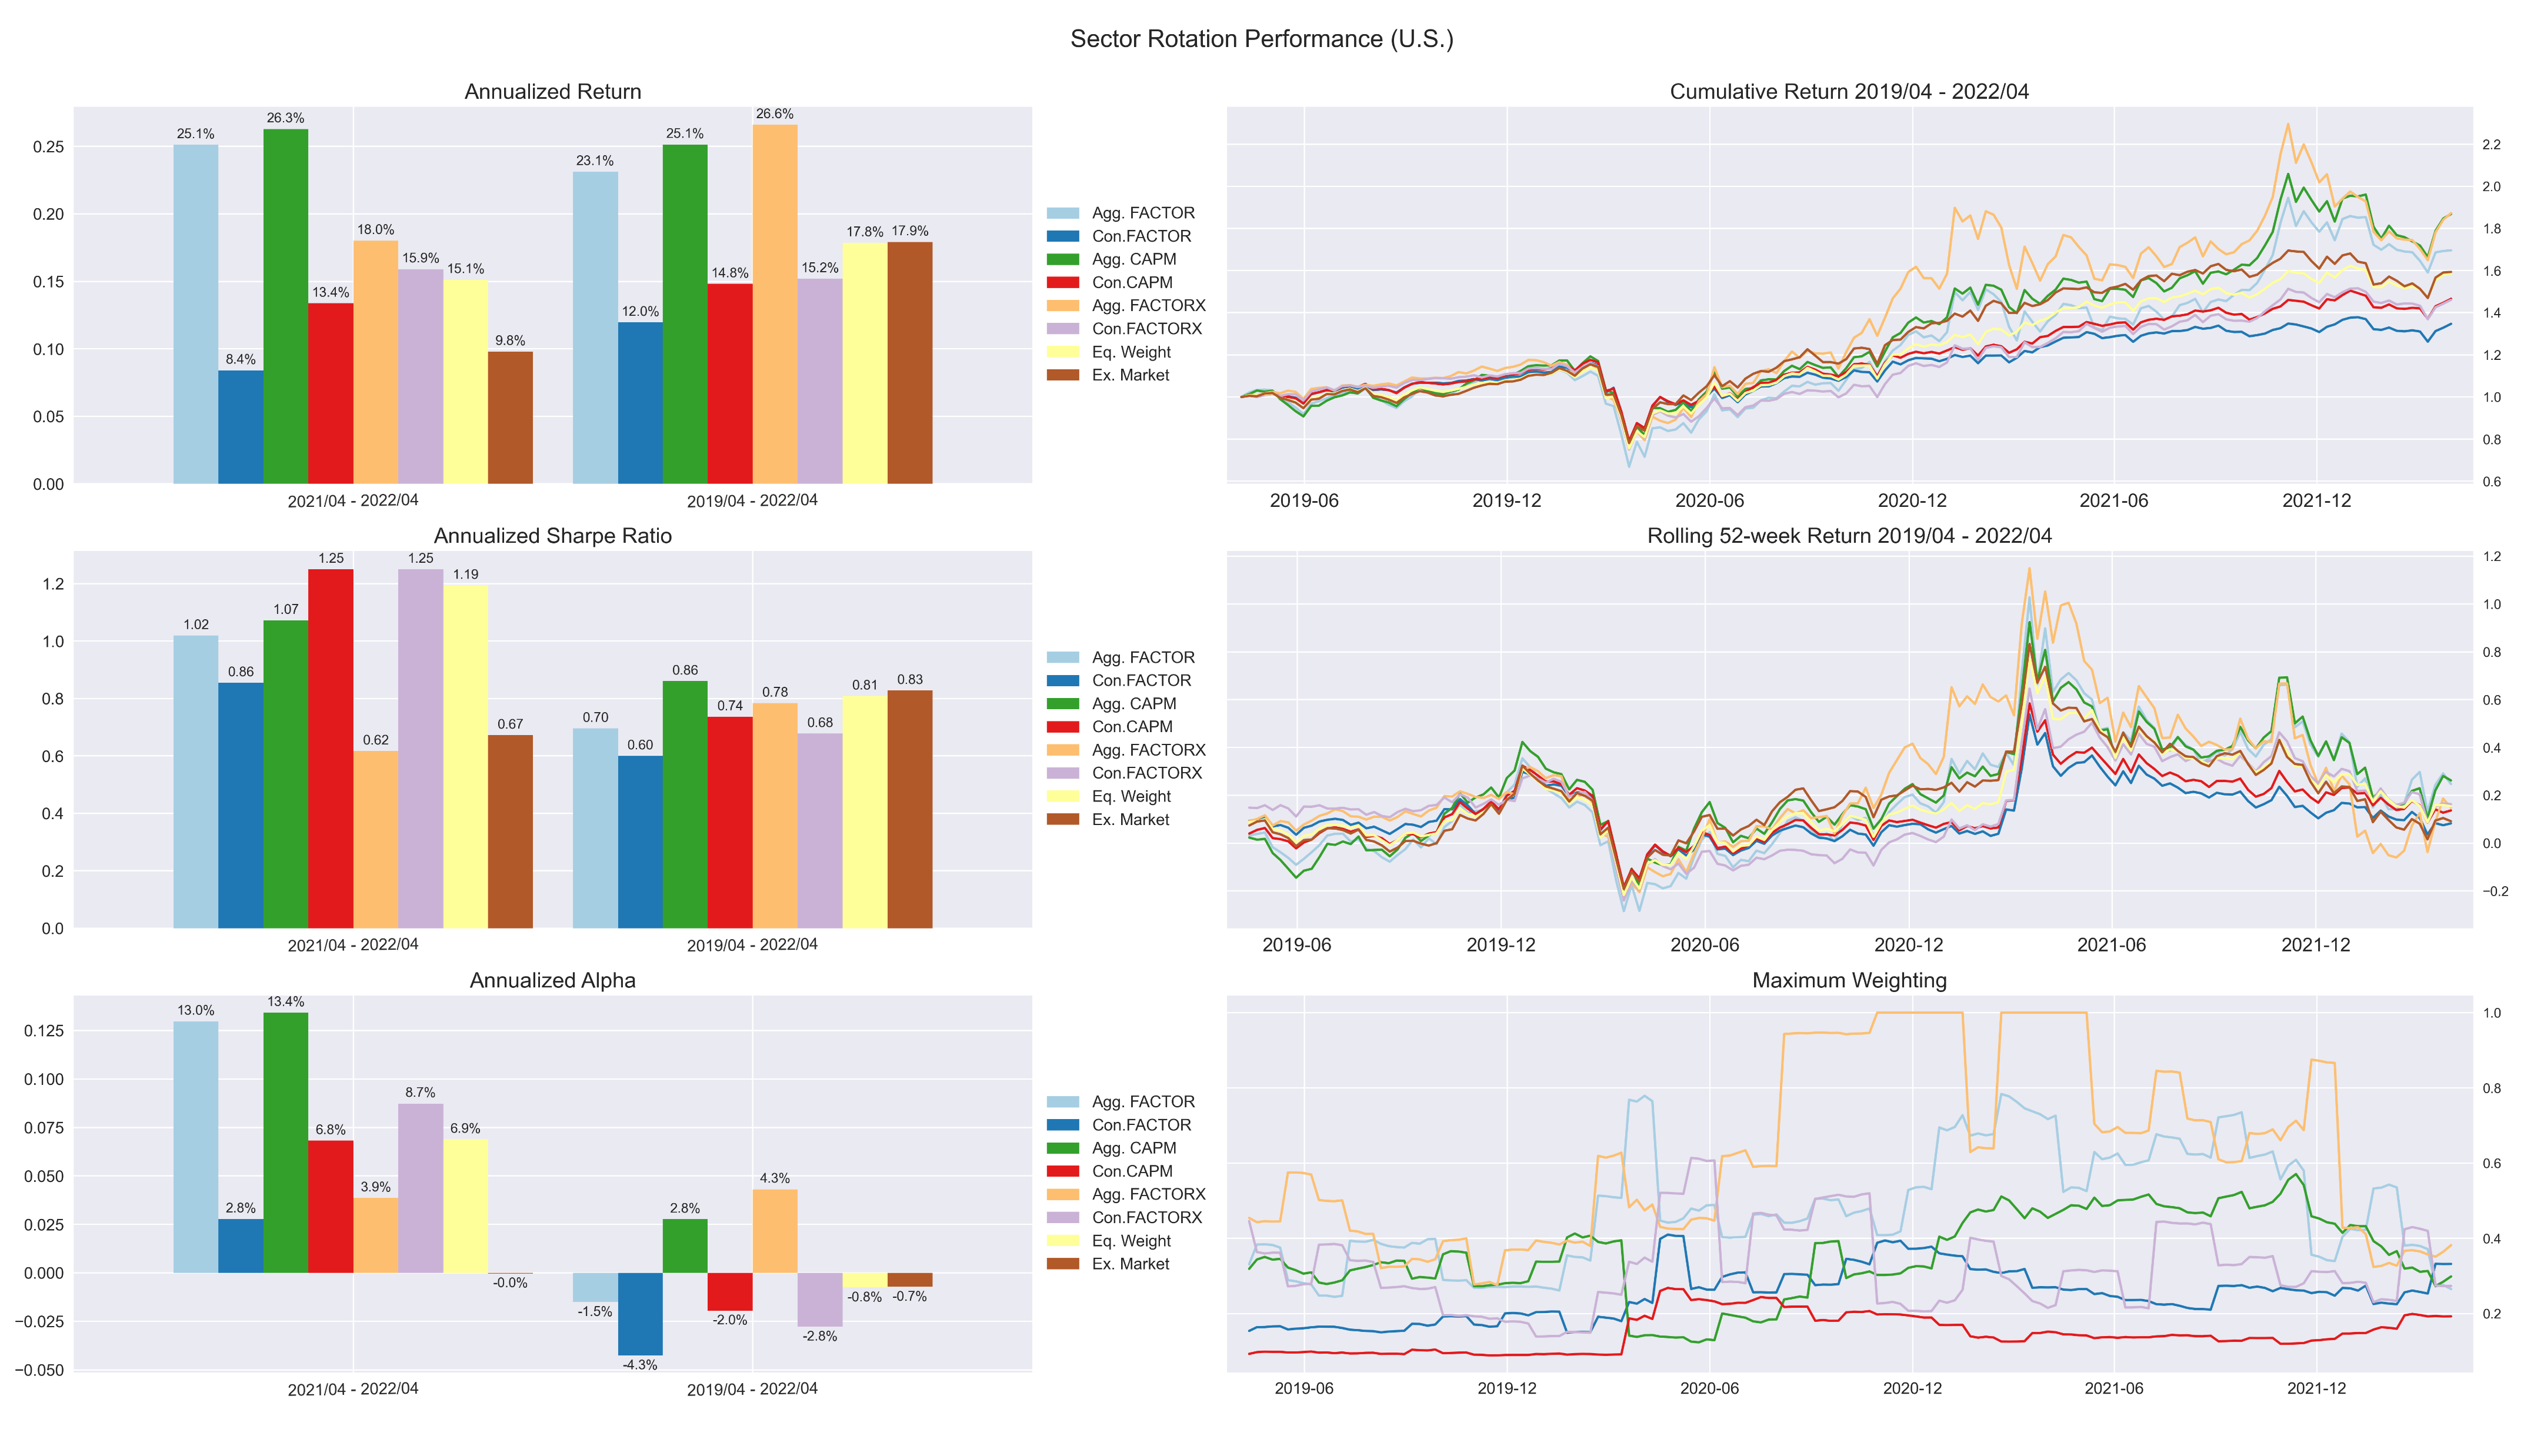 Sector Rotation Performance (U.S.)
Annualized Return
25.1%
8.4%
26.3%
13.4%
18.0%
15.9%
15.1%
9.8%
23.1%
12.0%
25.1%
14.8%
26.6%
15.2%
17.8%
17.9%
0.25
0.20
0.15
0.10
0.05
0.00
2021/04 - 2022/04
2019/04 - 2022/04
Agg. FACTOR
Con.FACTOR
Agg. CAPM
Con.CAPM
Agg. FACTORX
Con.FACTORX
Eq. Weight
Ex. Market
Cumulative Return 2019/04 - 2022/04
2.2
2.0
1.8
1.6
1.4
1.2
1.0
0.8
0.6
2019-06
2019-12
2020-06
2020-12
2021-06
2021-12
Annualized Sharpe Ratio
1.02
0.86
1.07
1.25
0.62
1.25
1.19
0.67
0.70
0.60
0.86
0.74
0.78
0.68
0.81
0.83
1.2
1.0
0.8
0.6
0.4
0.2
0.0
2021/04 - 2022/04
2019/04 - 2022/04
Agg. FACTOR
Con.FACTOR
Agg. CAPM
Con.CAPM
Agg. FACTORX
Con.FACTORX
Eq. Weight
Ex. Market
Rolling 52-week Return 2019/04 - 2022/04
1.2
1.0
0.8
0.6
0.4
0.2
0.0
−0.2
2019-06
2019-12
2020-06
2020-12
2021-06
2021-12
Annualized Alpha
13.0%
2.8%
13.4%
6.8%
3.9%
8.7%
6.9%
-0.0%
-1.5%
-4.3%
2.8%
-2.0%
4.3%
-2.8%
-0.8%
-0.7%
0.125
0.100
0.075
0.050
0.025
0.000
−0.025
−0.050
2021/04 - 2022/04
2019/04 - 2022/04
Agg. FACTOR
Con.FACTOR
Agg. CAPM
Con.CAPM
Agg. FACTORX
Con.FACTORX
Eq. Weight
Ex. Market
Maximum Weighting
1.0
0.8
0.6
0.4
0.2
2019-06
2019-12
2020-06
2020-12
2021-06
2021-12